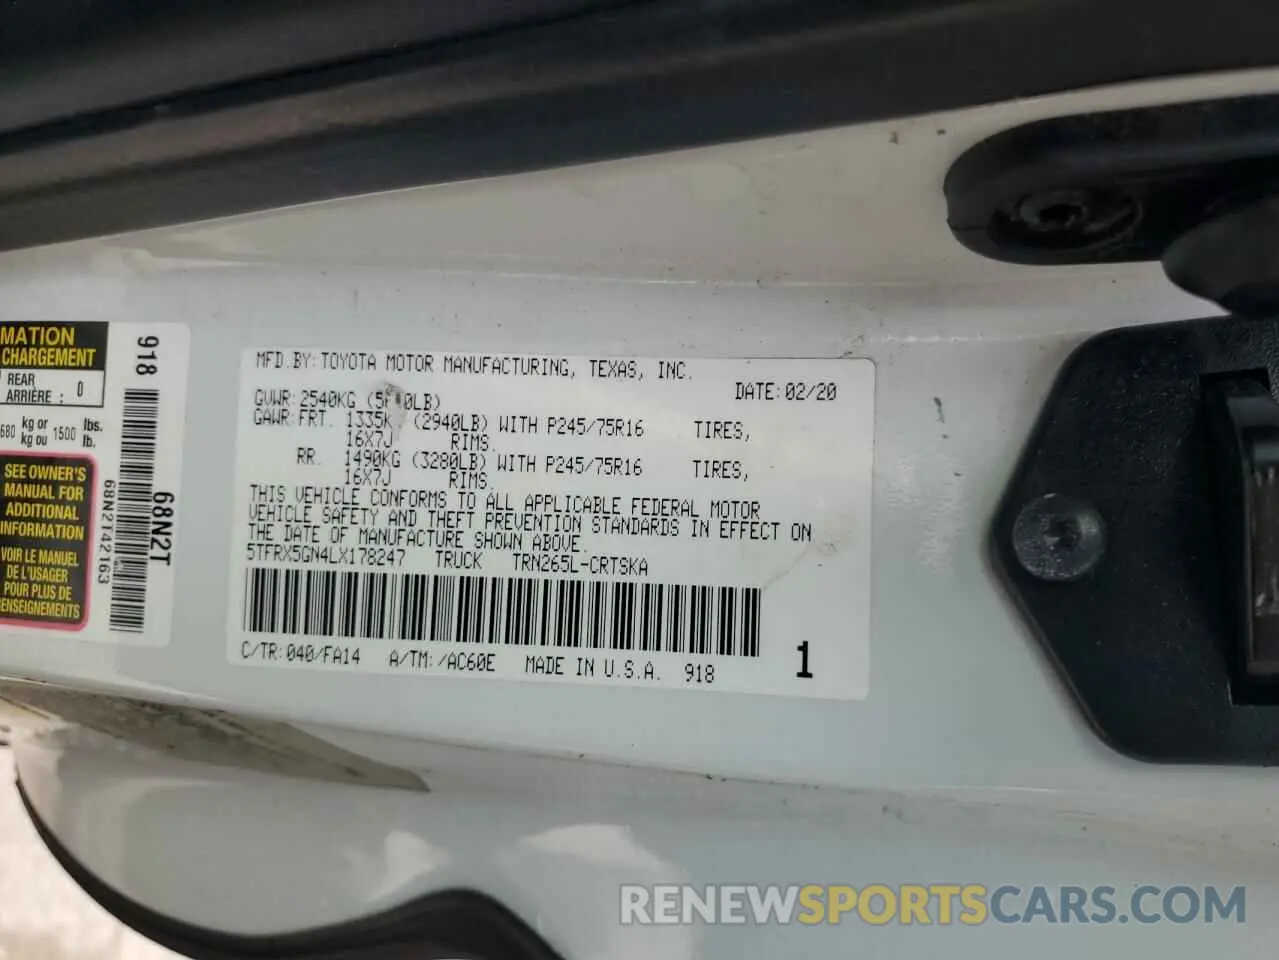 MATION
CHARGEMENT
REAR
ARRIÈRE : 0
680 kg or
kg ou 1500 lbs.
lb.
SEE OWNER'S
MANUAL FOR
ADDITIONAL
INFORMATION
VOIR LE MANUEL
DE L'USAGER
POUR PLUS DE
RENSEIGNEMENTS
918
68N2T
68N2T42163
MFD.BY:TOYOTA MOTOR MANUFACTURING, TEXAS, INC.
DATE:02/20
GVWR:2540KG
GAWR:FRT. (2940LB) WITH P245/75R16 TIRES,
16X7J RIMS.
RR. 1490KG (3280LB) WITH P245/75R16 TIRES,
16X7J RIMS.
THIS VEHICLE CONFORMS TO ALL APPLICABLE FEDERAL MOTOR
VEHICLE SAFETY AND THEFT PREVENTION STANDARDS IN EFFECT ON
THE DATE OF MANUFACTURE SHOWN ABOVE.
5TFRX5GN4LX178247 TRUCK TRN265L-CRTSKA
C/TR:040/FA14 A/TM:/AC60E MADE IN U.S.A. 918
1
RENEWSPORTSCARS.COM